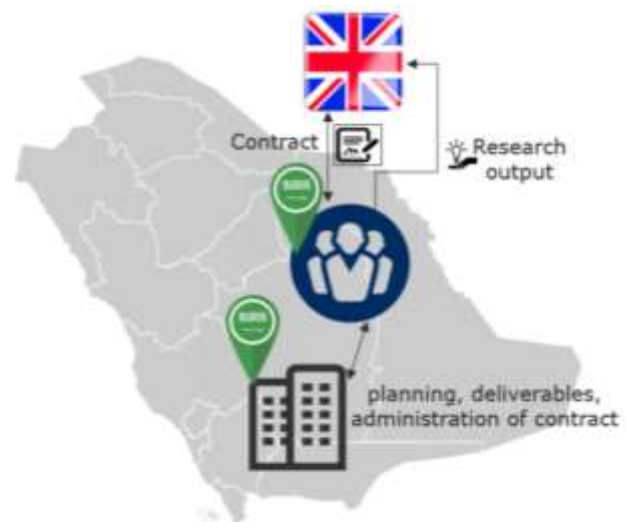 Contract
Research
output
planning, deliverables,
administration of contract